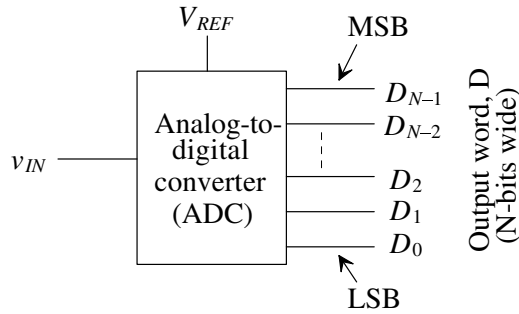 V_REF
MSB
v_IN
Analog-to-
digital
converter
(ADC)
D_N–1
D_N–2
D_2
D_1
D_0
LSB
Output word, D
(N-bits wide)